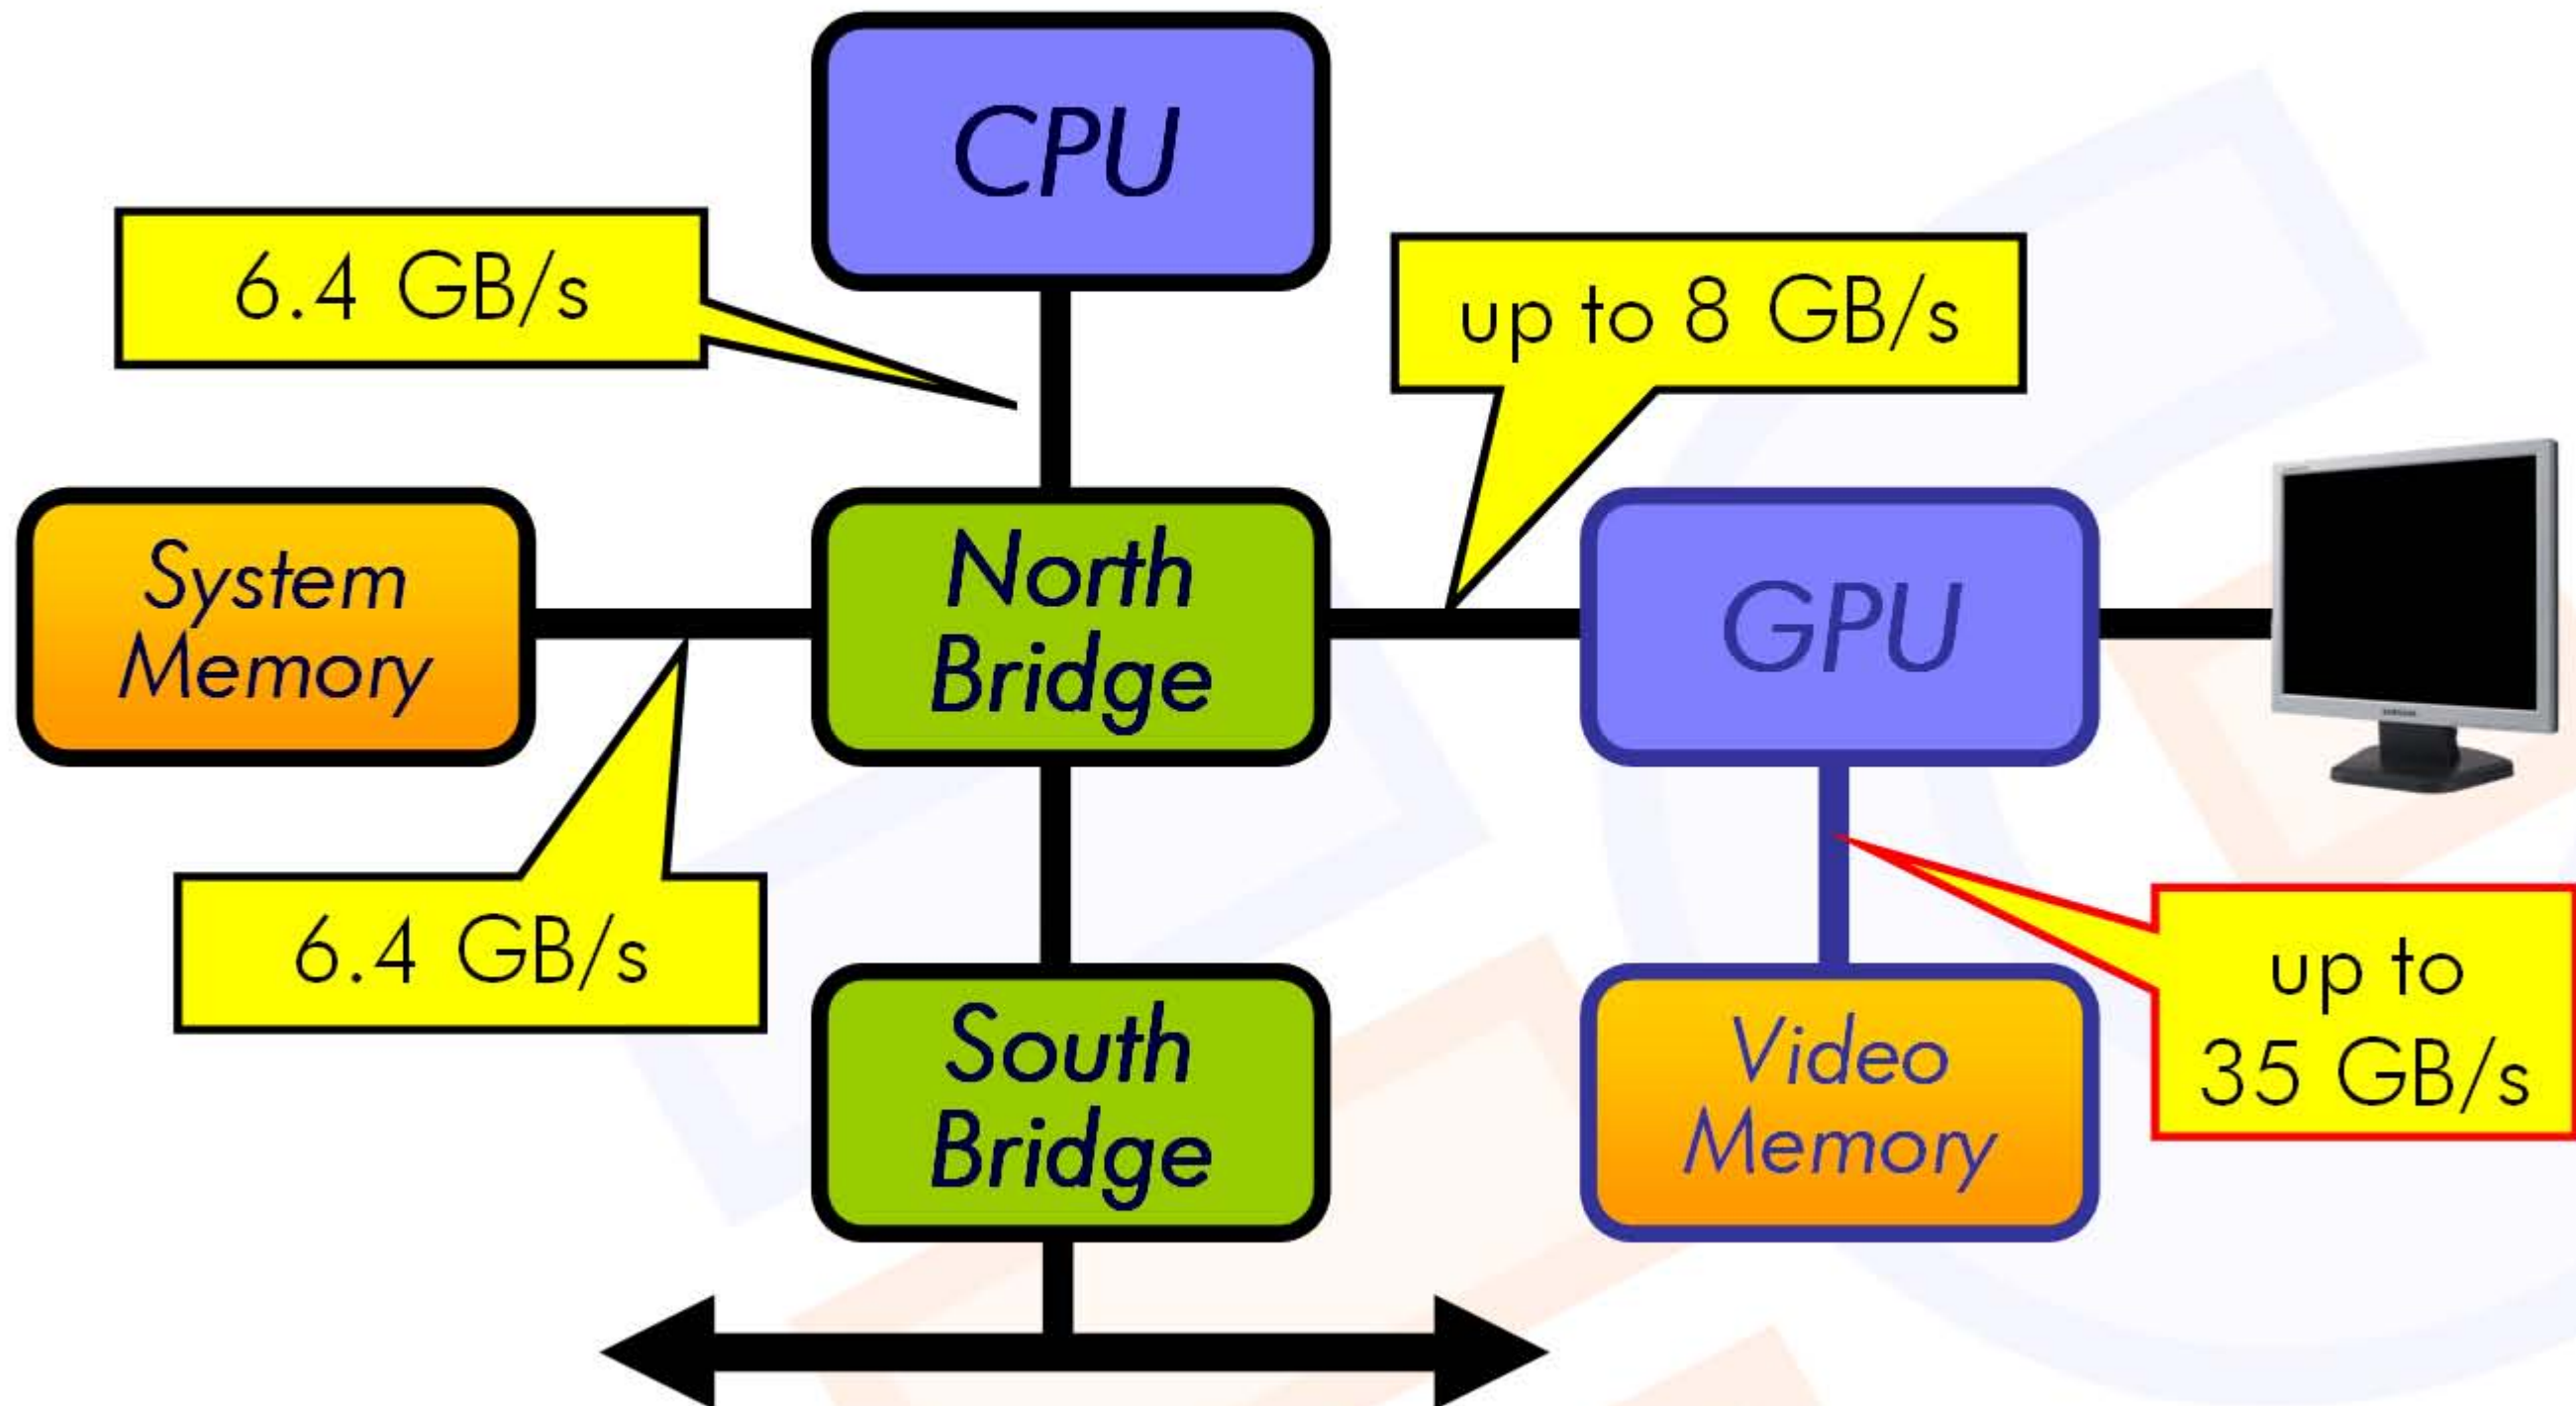 CPU
6.4 GB/s
up to 8 GB/s
System
Memory
North
Bridge
GPU
6.4 GB/s
South
Bridge
Video
Memory
up to
35 GB/s